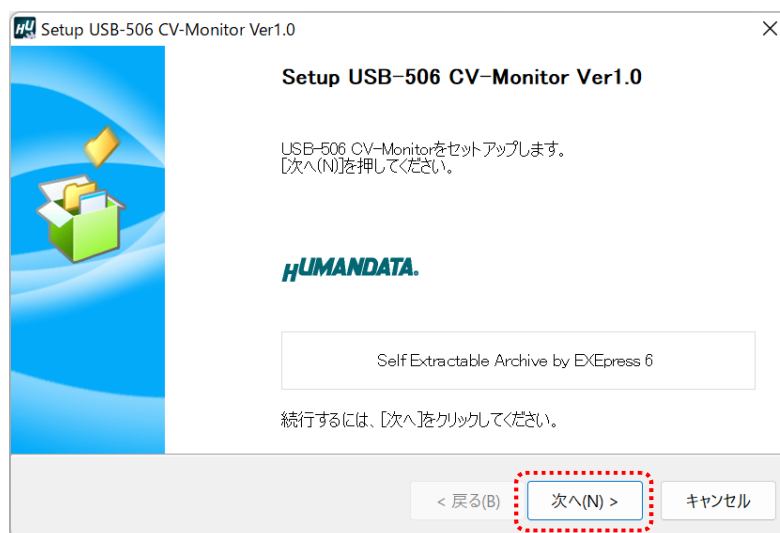 Setup USB-506 CV-Monitor Ver1.0
Setup USB-506 CV-Monitor Ver1.0
USB-506 CV-Monitorをセットアップします。
[次へ(N)]を押してください。
HUMANDATA.
Self Extractable Archive by EXEpress 6
続行するには、[次へ]をクリックしてください。
< 戻る(B) 次へ(N) > キャンセル